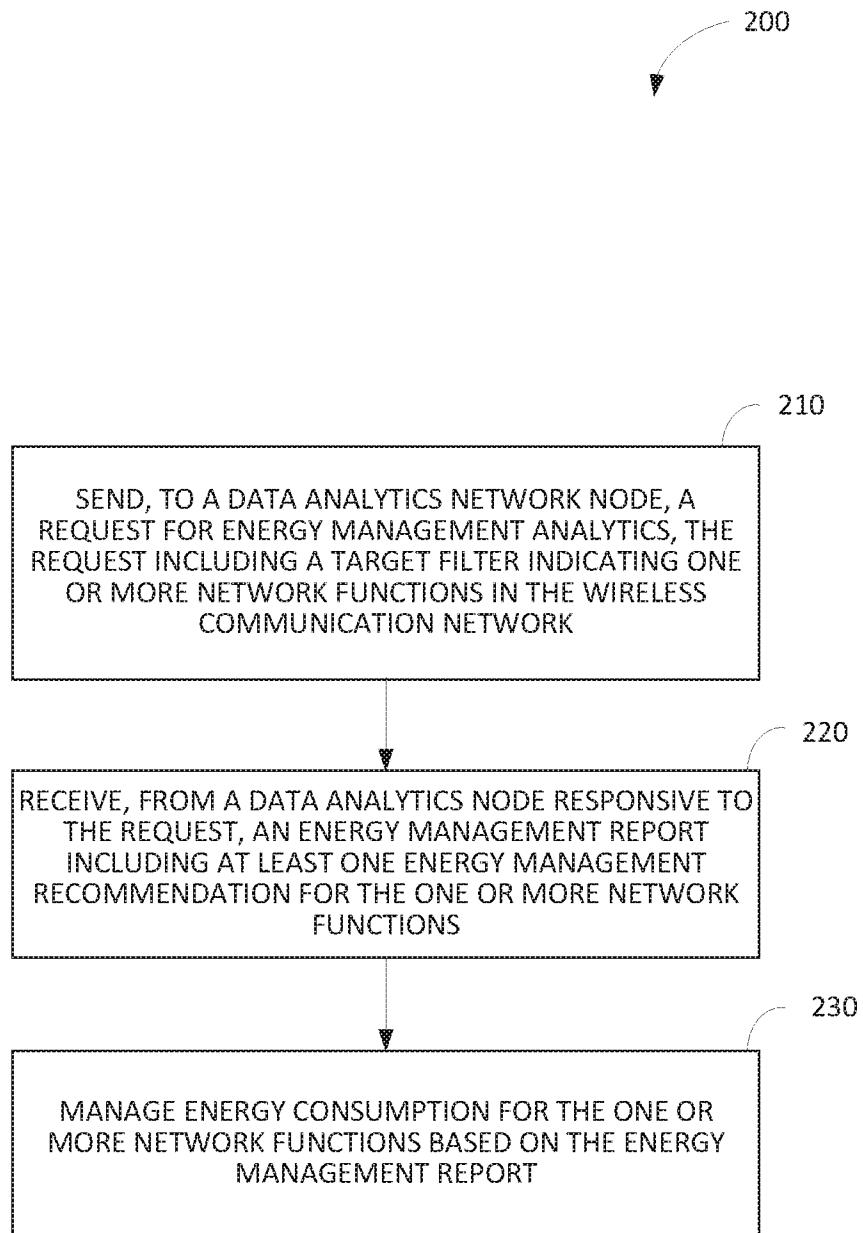 200
210
SEND, TO A DATA ANALYTICS NETWORK NODE, A
REQUEST FOR ENERGY MANAGEMENT ANALYTICS, THE
REQUEST INCLUDING A TARGET FILTER INDICATING ONE
OR MORE NETWORK FUNCTIONS IN THE WIRELESS
COMMUNICATION NETWORK
220
RECEIVE, FROM A DATA ANALYTICS NODE RESPONSIVE TO
THE REQUEST, AN ENERGY MANAGEMENT REPORT
INCLUDING AT LEAST ONE ENERGY MANAGEMENT
RECOMMENDATION FOR THE ONE OR MORE NETWORK
FUNCTIONS
230
MANAGE ENERGY CONSUMPTION FOR THE ONE OR
MORE NETWORK FUNCTIONS BASED ON THE ENERGY
MANAGEMENT REPORT